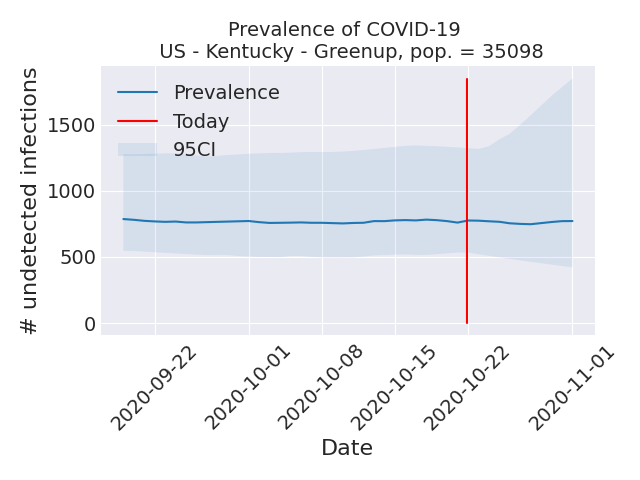 Prevalence of COVID-19
US - Kentucky - Greenup, pop. = 35098
Prevalence
Today
95CI
# undetected infections
1500
1000
500
0
2020-09-22
2020-10-01
2020-10-08
2020-10-15
2020-10-22
2020-11-01
Date